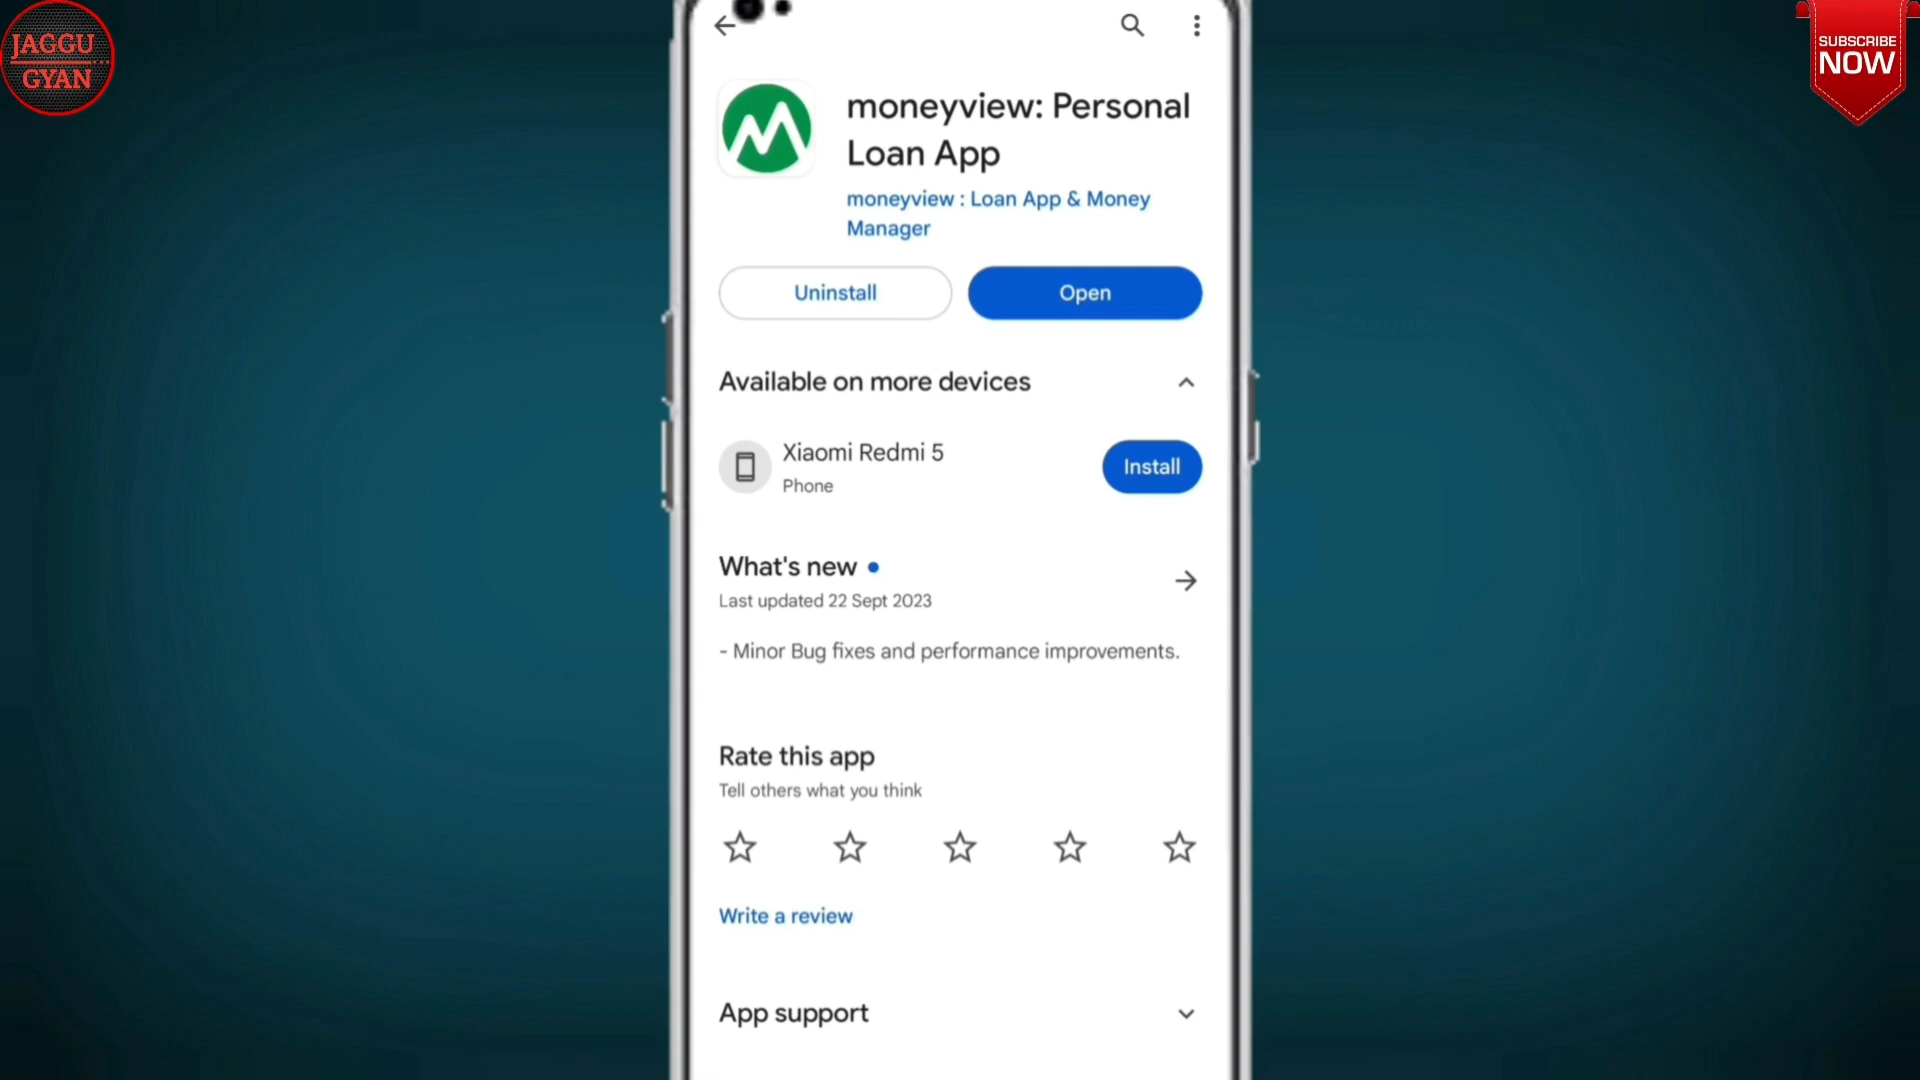 JAGGU
GYAN
SUBSCRIBE
NOW
moneyview: Personal
Loan App
moneyview : Loan App & Money
Manager
Uninstall
Open
Available on more devices
Xiaomi Redmi 5
Phone
Install
What's new
Last updated 22 Sept 2023
- Minor Bug fixes and performance improvements.
Rate this app
Tell others what you think
Write a review
App support